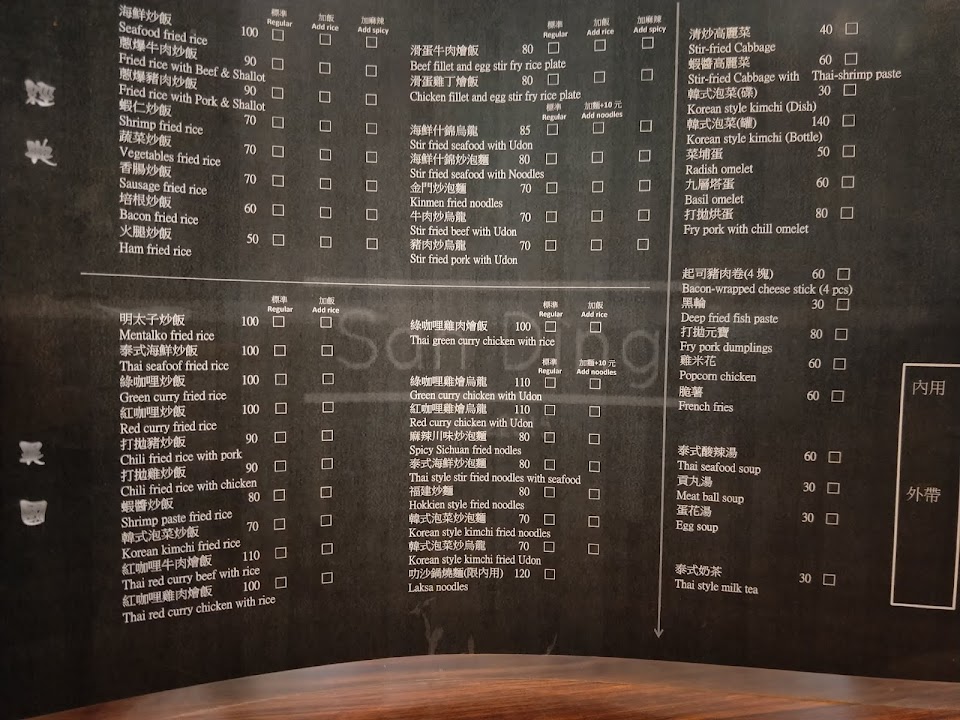 標準 加飯 加麻辣
Regular Add rice Add spicy
海鮮炒飯 100
Seafood fried rice
蔥爆牛肉炒飯 90
Fried rice with Beef & Shallot
蔥爆豬肉炒飯 90
Fried rice with Pork & Shallot
蝦仁炒飯 70
Shrimp fried rice
蔬菜炒飯 70
Vegetables fried rice
香腸炒飯 70
Sausage fried rice
培根炒飯 60
Bacon fried rice
火腿炒飯 50
Ham fried rice
標準 加飯 加麻辣
Regular Add rice Add spicy
滑蛋牛肉燴飯 80
Beef fillet and egg stir fry rice plate
滑蛋雞丁燴飯 80
Chicken fillet and egg stir fry rice plate
標準 加麵+10 元
Regular Add noodles
海鮮什錦烏龍 85
Stir fried seafood with Udon
海鮮什錦炒泡麵 80
Stir fried seafood with Noodles
金門炒泡麵 70
Kinmen fried noodles
牛肉炒烏龍 70
Stir fried beef with Udon
豬肉炒烏龍 70
Stir fried pork with Udon
清炒高麗菜 40
Stir-fried Cabbage
蝦醬高麗菜 60
Stir-fried Cabbage with Thai-shrimp paste
韓式泡菜(碟) 30
Korean style kimchi (Dish)
韓式泡菜(罐) 140
Korean style kimchi (Bottle)
菜埔蛋 50
Radish omelet
九層塔蛋 60
Basil omelet
打拋烘蛋 80
Fry pork with chill omelet
起司豬肉卷(4 塊) 60
Bacon-wrapped cheese stick (4 pcs)
黑輪 30
Deep fried fish paste
打拋元寶 80
Fry pork dumplings
雞米花 60
Popcorn chicken
脆薯 60
French fries
泰式酸辣湯 60
Thai seafood soup
貢丸湯 30
Meat ball soup
蛋花湯 30
Egg soup
泰式奶茶 30
Thai style milk tea
標準 加飯
Regular Add rice
明太子炒飯 100
Mentalko fried rice
泰式海鮮炒飯 100
Thai seafoof fried rice
綠咖哩炒飯 100
Green curry fried rice
紅咖哩炒飯 100
Red curry fried rice
打拋豬炒飯 90
Chili fried rice with pork
打拋雞炒飯 90
Chili fried rice with chicken
蝦醬炒飯 80
Shrimp paste fried rice
韓式泡菜炒飯 70
Korean kimchi fried rice
紅咖哩牛肉燴飯 110
Thai red curry beef with rice
紅咖哩雞肉燴飯 100
Thai red curry chicken with rice
標準 加飯
Regular Add rice
綠咖哩雞肉燴飯 100
Thai green curry chicken with rice
標準 加麵+10元
Regular Add noodles
綠咖哩雞燴烏龍 110
Green curry chicken with Udon
紅咖哩雞燴烏龍 110
Red curry chicken with Udon
麻辣川味炒泡麵 80
Spicy Sichuan fried nodles
泰式海鮮炒泡麵 80
Thai style stir fried noodles with seafood
福建炒麵 80
Hokkien style fried noodles
韓式泡菜炒泡麵 70
Korean style kimchi fried noodles
韓式泡菜炒烏龍 70
Korean style kimchi fried Udon
叻沙鍋燒麵(限內用) 120
Laksa noodles
San Ding
內用
外帶